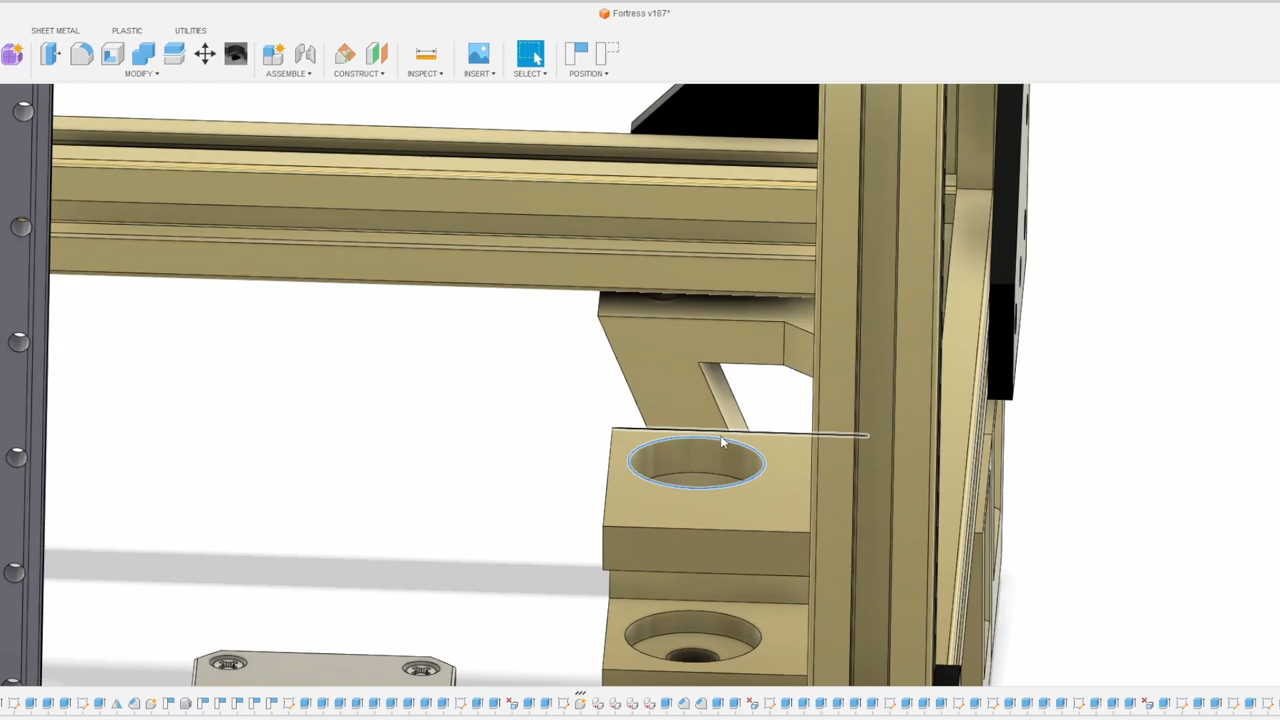 Fortress v187*
SHEET METAL PLASTIC UTILITIES
MODIFY ASSEMBLE CONSTRUCT INSPECT INSERT SELECT POSITION